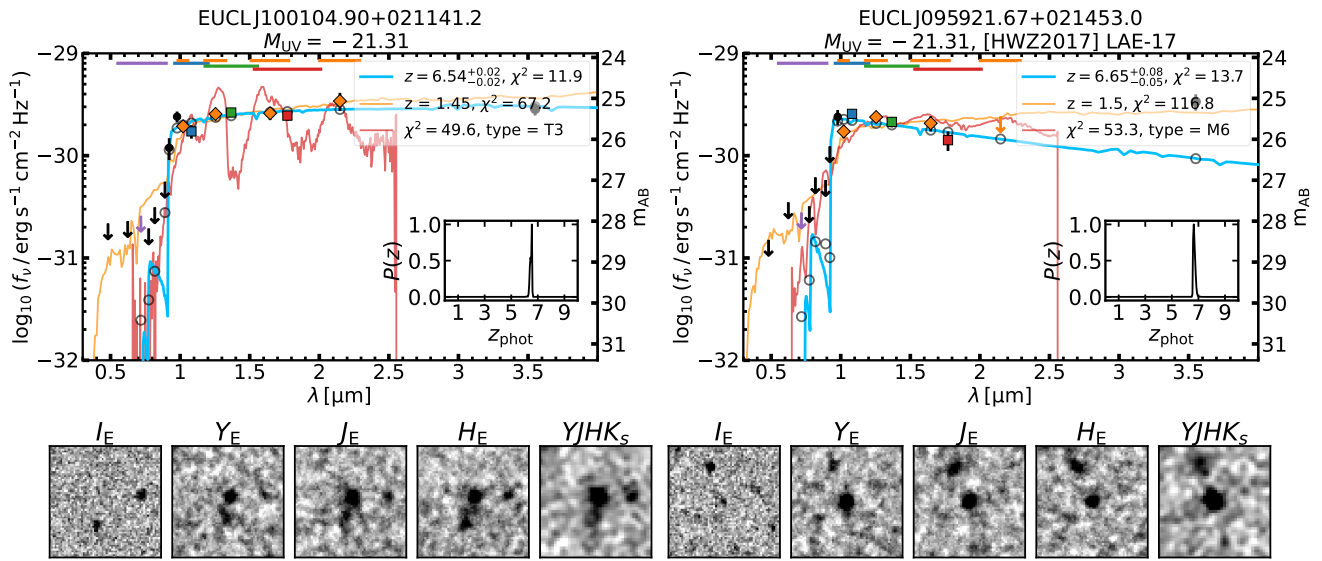 EUCL J100104.90+021141.2
M_UV = −21.31
z = 6.54^{+0.02}_{−0.02}, χ² = 11.9
z = 1.45, χ² = 67.2
χ² = 49.6, type = T3
log₁₀ (f_ν / erg s⁻¹ cm⁻² Hz⁻¹)
−29
−30
−31
−32
m_AB
24
25
26
27
28
29
30
31
P(z)
1.0
0.5
0.0
1 3 5 7 9
z_phot
0.5 1 1.5 2.0 2.5 3.0 3.5
λ [μm]
EUCL J095921.67+021453.0
M_UV = −21.31, [HWZ2017] LAE-17
z = 6.65^{+0.08}_{−0.05}, χ² = 13.7
z = 1.5, χ² = 116.8
χ² = 53.3, type = M6
log₁₀ (f_ν / erg s⁻¹ cm⁻² Hz⁻¹)
−29
−30
−31
−32
m_AB
24
25
26
27
28
29
30
31
P(z)
1.0
0.5
0.0
1 3 5 7 9
z_phot
0.5 1 1.5 2.0 2.5 3.0 3.5
λ [μm]
I_E Y_E J_E H_E YJHK_s I_E Y_E J_E H_E YJHK_s